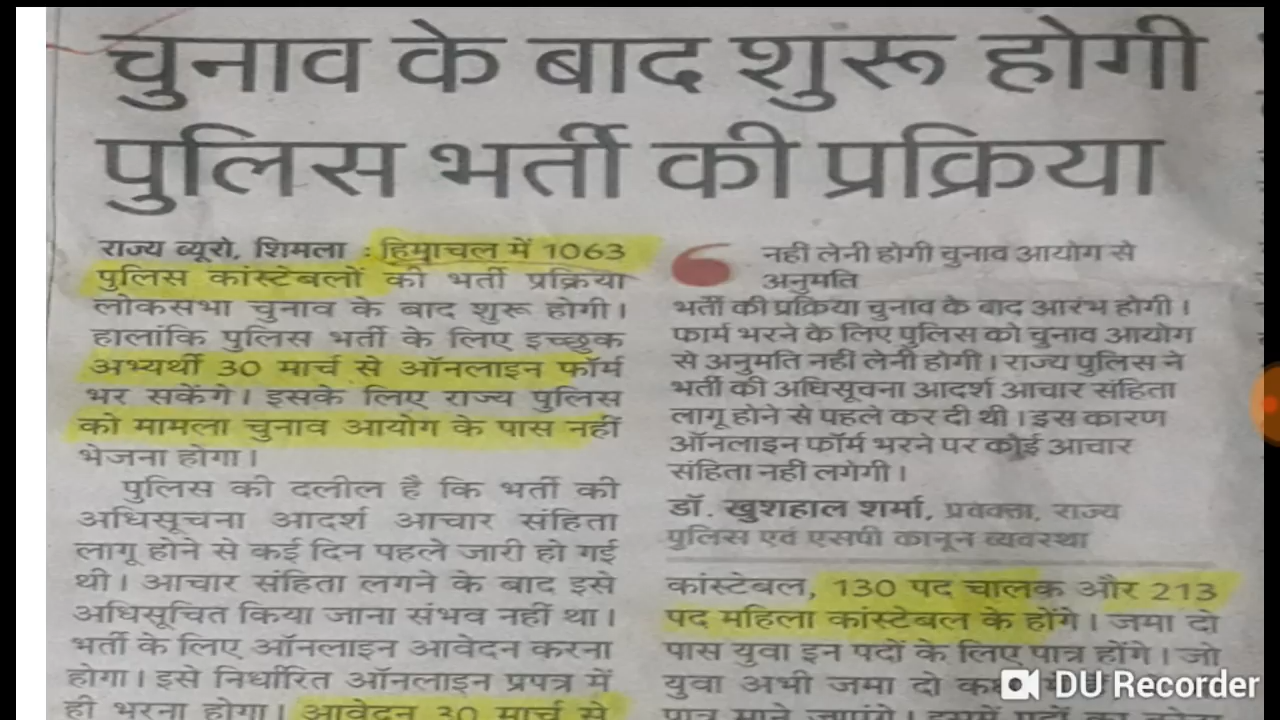 चुनाव के बाद शुरू होगी
पुलिस भर्ती की प्रक्रिया
राज्य ब्यूरो, शिमला : हिमाचल में 1063
पुलिस कांस्टेबलों की भर्ती प्रक्रिया
लोकसभा चुनाव के बाद शुरू होगी।
हालांकि पुलिस भर्ती के लिए इच्छुक
अभ्यर्थी 30 मार्च से ऑनलाइन फॉर्म
भर सकेंगे। इसके लिए राज्य पुलिस
को मामला चुनाव आयोग के पास नहीं
भेजना होगा।
पुलिस की दलील है कि भर्ती की
अधिसूचना आदर्श आचार संहिता
लागू होने से कई दिन पहले जारी हो गई
थी। आचार संहिता लगने के बाद इसे
अधिसूचित किया जाना संभव नहीं था।
भर्ती के लिए ऑनलाइन आवेदन करना
होगा। इसे निर्धारित ऑनलाइन प्रपत्र में
ही भरना होगा। आवेदन 30 मार्च से
नहीं लेनी होगी चुनाव आयोग से
अनुमति
भर्ती की प्रक्रिया चुनाव के बाद आरंभ होगी।
फार्म भरने के लिए पुलिस को चुनाव आयोग
से अनुमति नहीं लेनी होगी। राज्य पुलिस ने
भर्ती की अधिसूचना आदर्श आचार संहिता
लागू होने से पहले कर दी थी। इस कारण
ऑनलाइन फॉर्म भरने पर कोई आचार
संहिता नहीं लगेगी।
डॉ. खुशहाल शर्मा, प्रवक्ता, राज्य
पुलिस एवं एसपी कानून व्यवस्था
कांस्टेबल, 130 पद चालक और 213
पद महिला कांस्टेबल के होंगे। जमा दो
पास युवा इन पदों के लिए पात्र होंगे। जो
युवा अभी जमा दो
पात्र माने जाएंगे।
DU Recorder